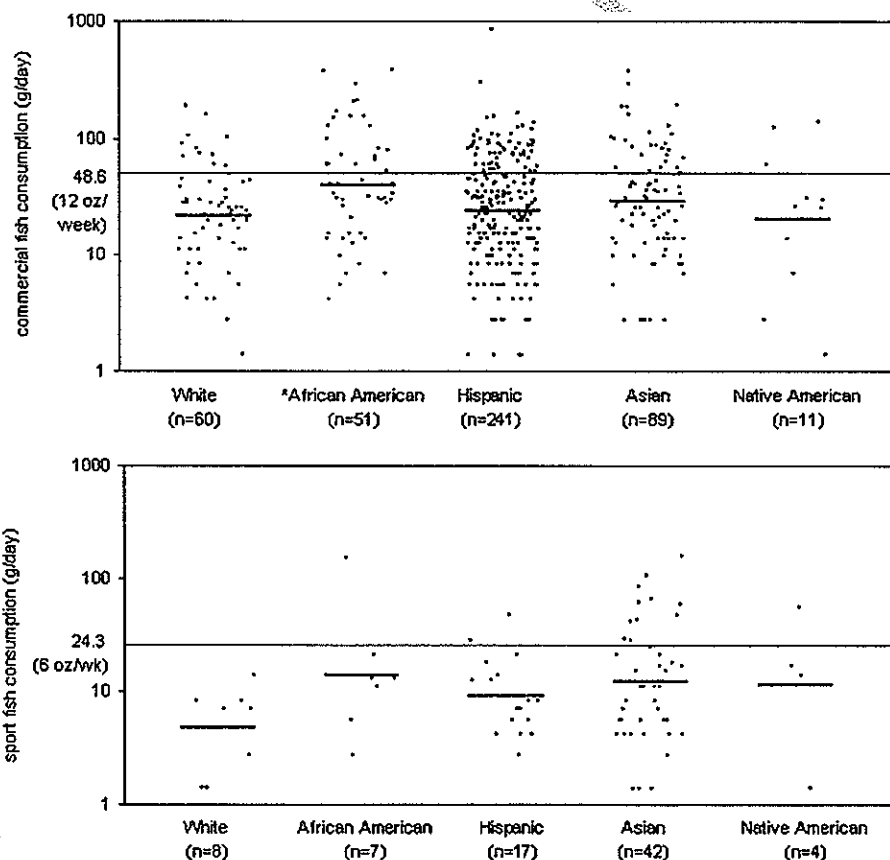 1000
commercial fish consumption (g/day)
100
48.6
(12 oz/
week)
10
1
White *African American Hispanic Asian Native American
(n=60) (n=51) (n=241) (n=89) (n=11)
1000
sport fish consumption (g/day)
100
24.3
(6 oz/wk)
10
1
White African American Hispanic Asian Native American
(n=8) (n=7) (n=17) (n=42) (n=4)